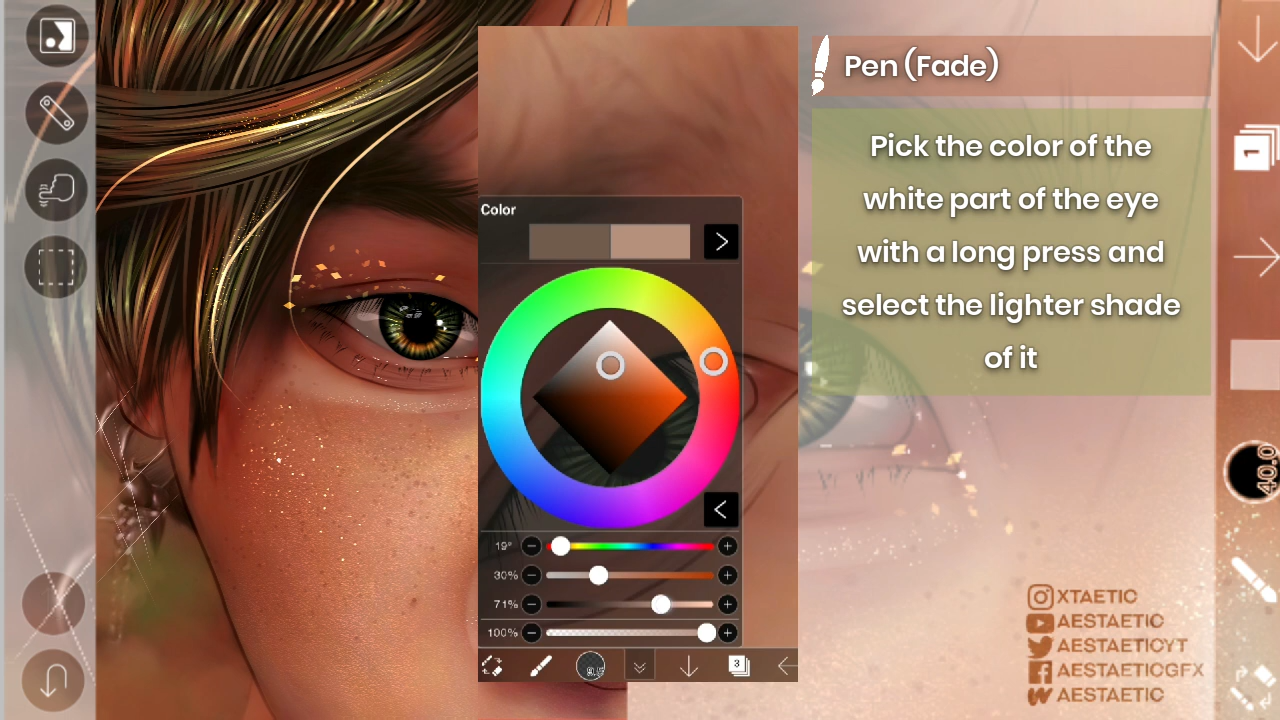 Pen (Fade)
Pick the color of the
white part of the eye
with a long press and
select the lighter shade
of it
Color
19°
30%
71%
100%
3
1
40.0
XTAETIC
AESTAETIC
AESTAETICYT
AESTAETICGFX
AESTAETIC